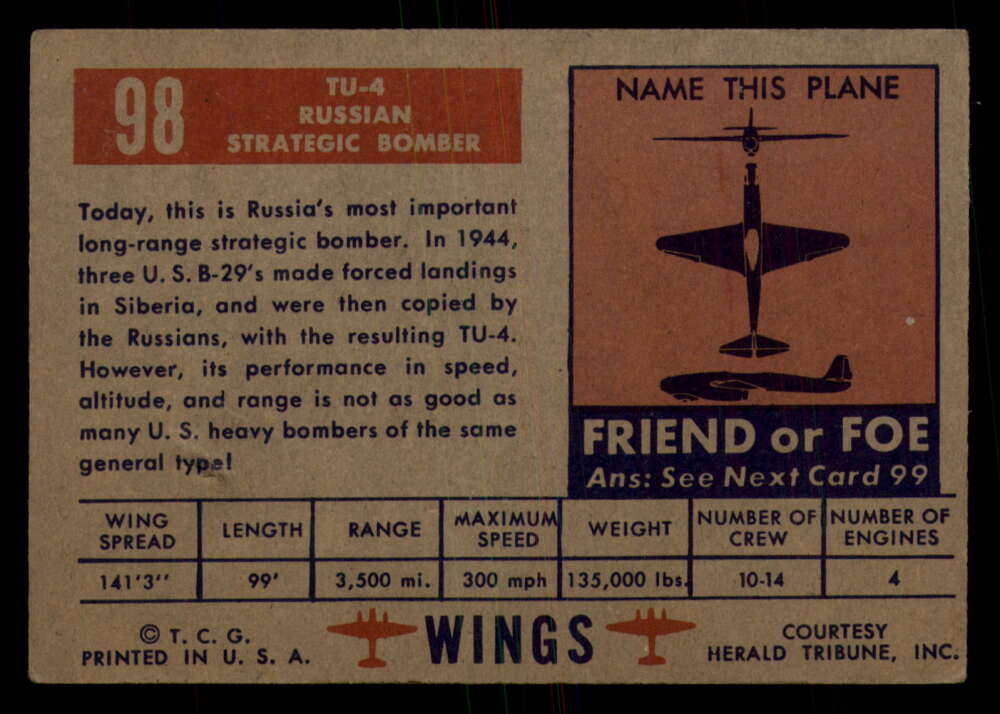 98
TU-4
RUSSIAN
STRATEGIC BOMBER
Today, this is Russia's most important
long-range strategic bomber. In 1944,
three U. S. B-29's made forced landings
in Siberia, and were then copied by
the Russians, with the resulting TU-4.
However, its performance in speed,
altitude, and range is not as good as
many U. S. heavy bombers of the same
general type!
NAME THIS PLANE
FRIEND or FOE
Ans: See Next Card 99
WING SPREAD LENGTH RANGE MAXIMUM SPEED WEIGHT NUMBER OF CREW NUMBER OF ENGINES
141'3'' 99' 3,500 mi. 300 mph 135,000 lbs. 10-14 4
© T. C. G.
PRINTED IN U. S. A.
WINGS
COURTESY
HERALD TRIBUNE, INC.